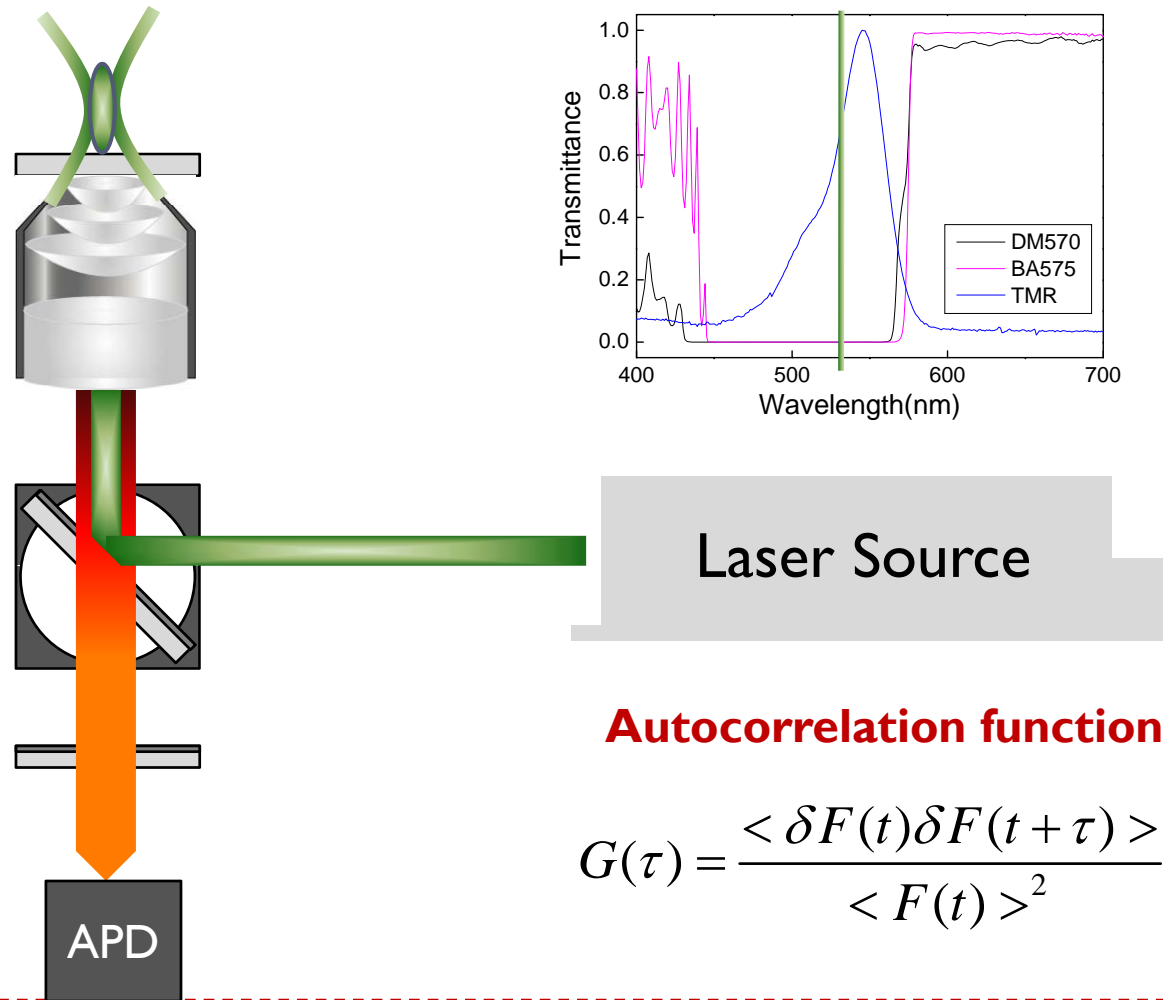 1.0
0.8
0.6
0.4
0.2
0.0
Transmittance
DM570
BA575
TMR
400 500 600 700
Wavelength(nm)
Laser Source
Autocorrelation function
G(τ) = < δF(t)δF(t + τ) > / < F(t) >²
APD